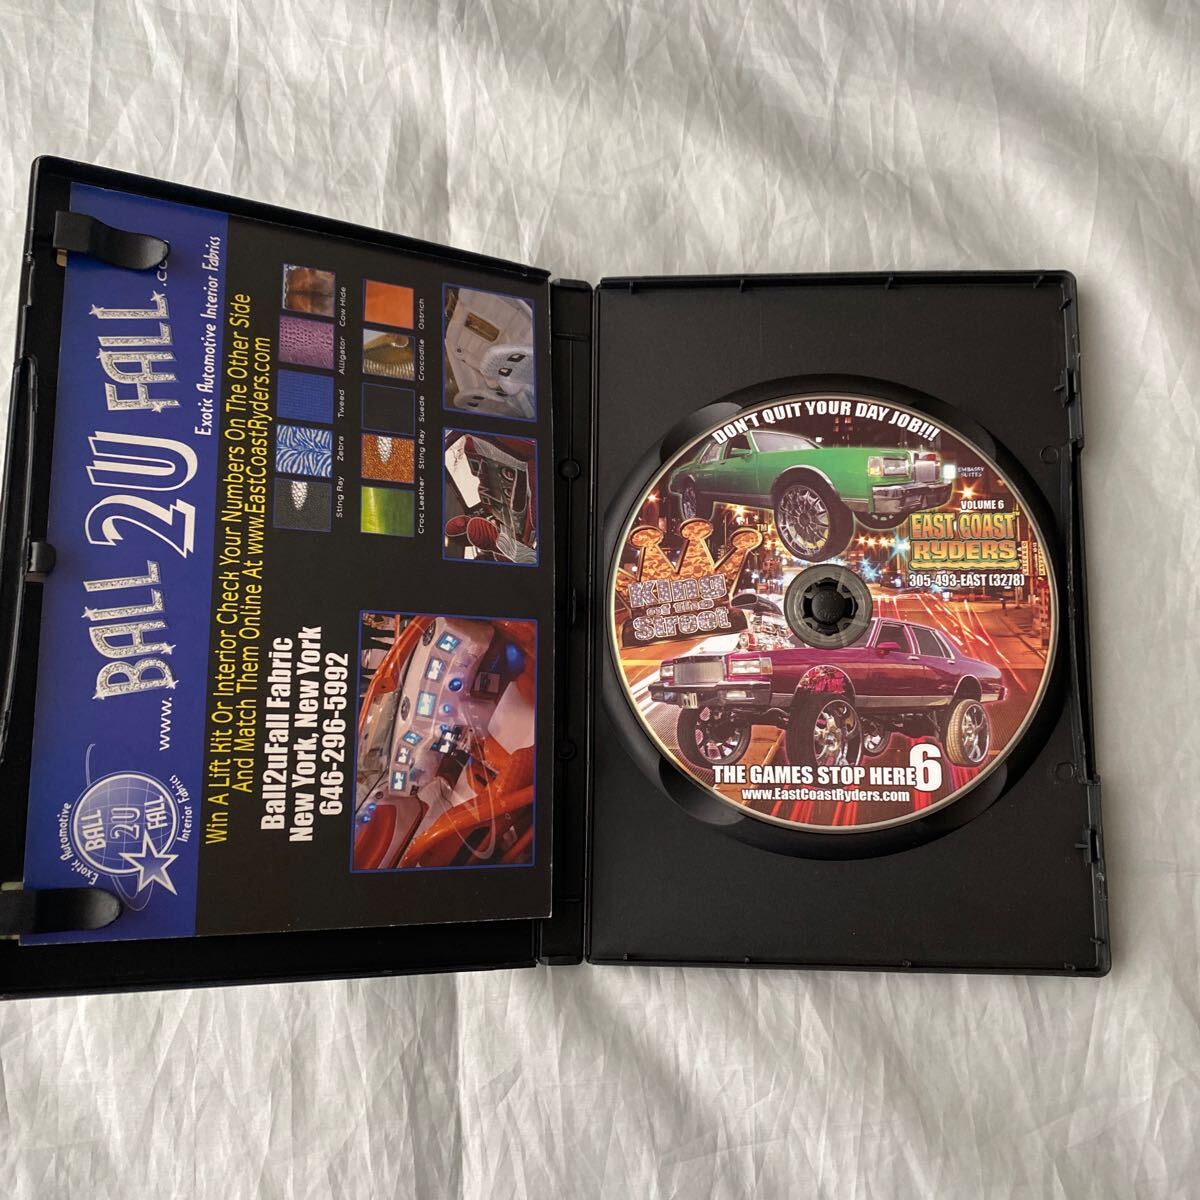 www.BALL 2U FALL.co
Exotic Automotive Interior Fabrics
Exotic Automotive
BALL
2U
FALL
Interior Fabrics
Win A Lift Kit Or Interior Check Your Numbers On The Other Side
And Match Them Online At www.EastCoastRyders.com
Ball2uFall Fabric
New York, New York
646-296-5992
Sting Ray
Zebra
Tweed
Alligator
Cow Hide
Croc Leather
Sting Ray
Suede
Crocodile
Ostrich
DON'T QUIT YOUR DAY JOB!!!
EMBASSY
SUITES
VOLUME 6
EAST COAST
RYDERS™
305-493-EAST (3278)
King™
of the
Street
THE GAMES STOP HERE 6
www.EastCoastRyders.com